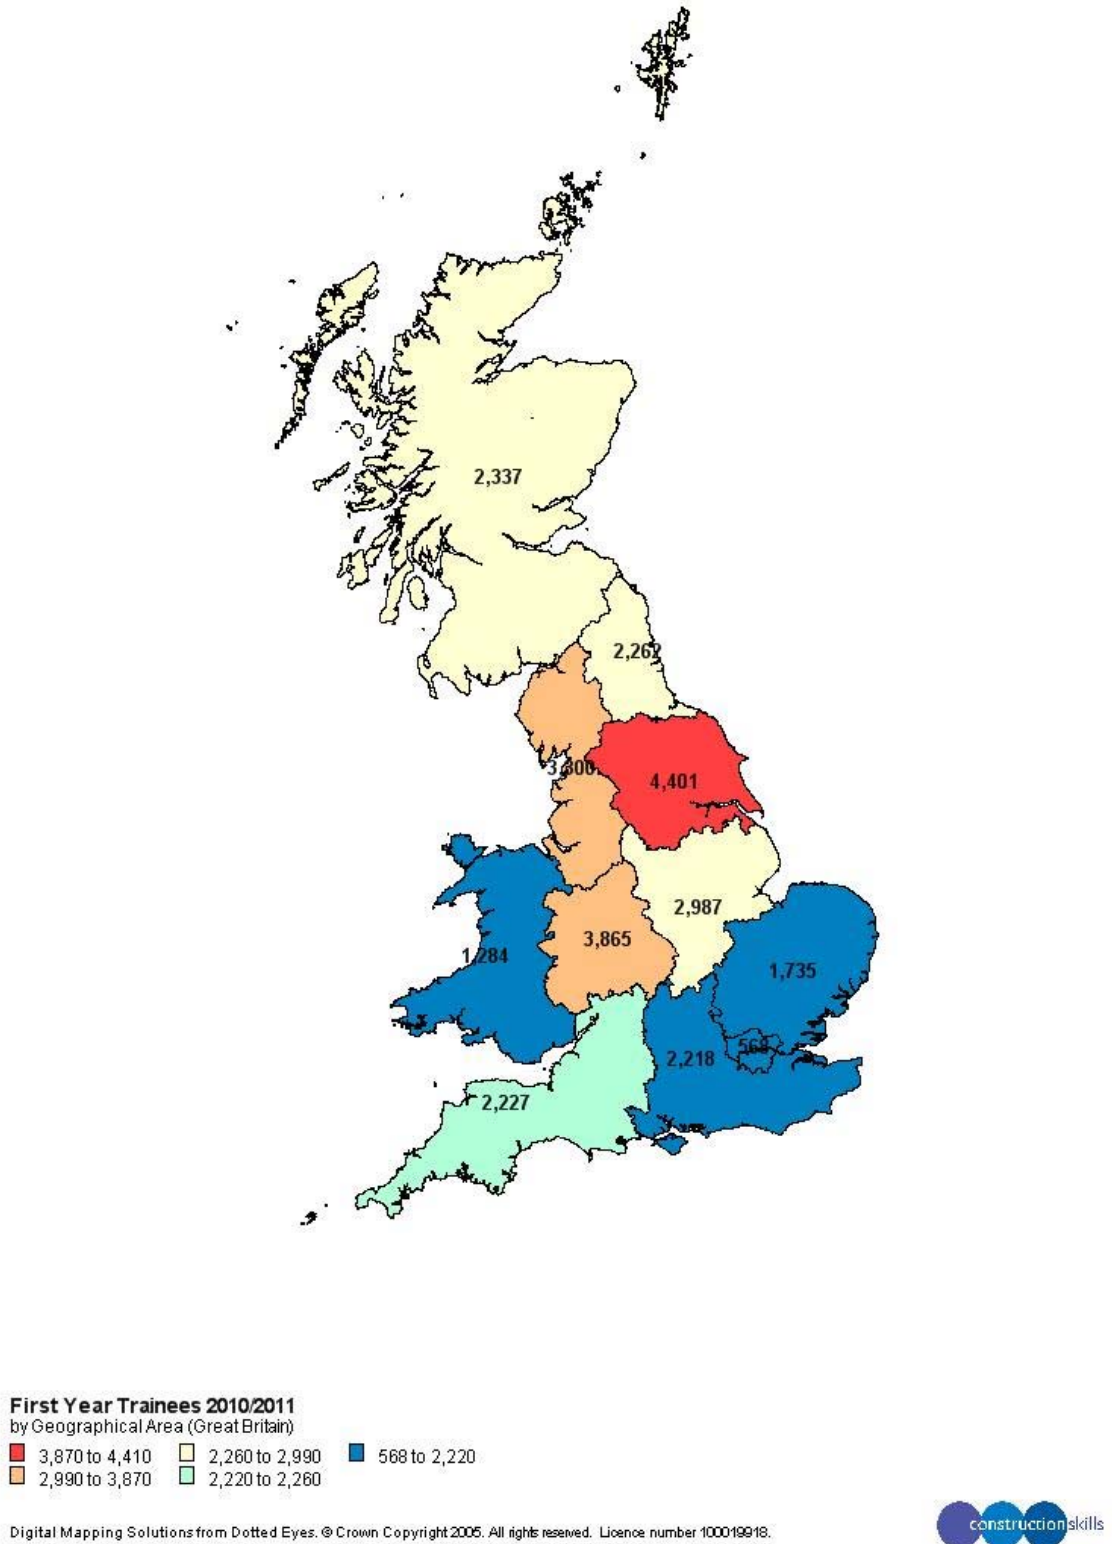 2,337
2,262
3,800
4,401
2,987
3,865
1,284
1,735
568
2,218
2,227
First Year Trainees 2010/2011
by Geographical Area (Great Britain)
3,870 to 4,410 2,260 to 2,990 568 to 2,220
2,990 to 3,870 2,220 to 2,260
Digital Mapping Solutions from Dotted Eyes. © Crown Copyright 2005. All rights reserved. Licence number 100019918.
constructionskills